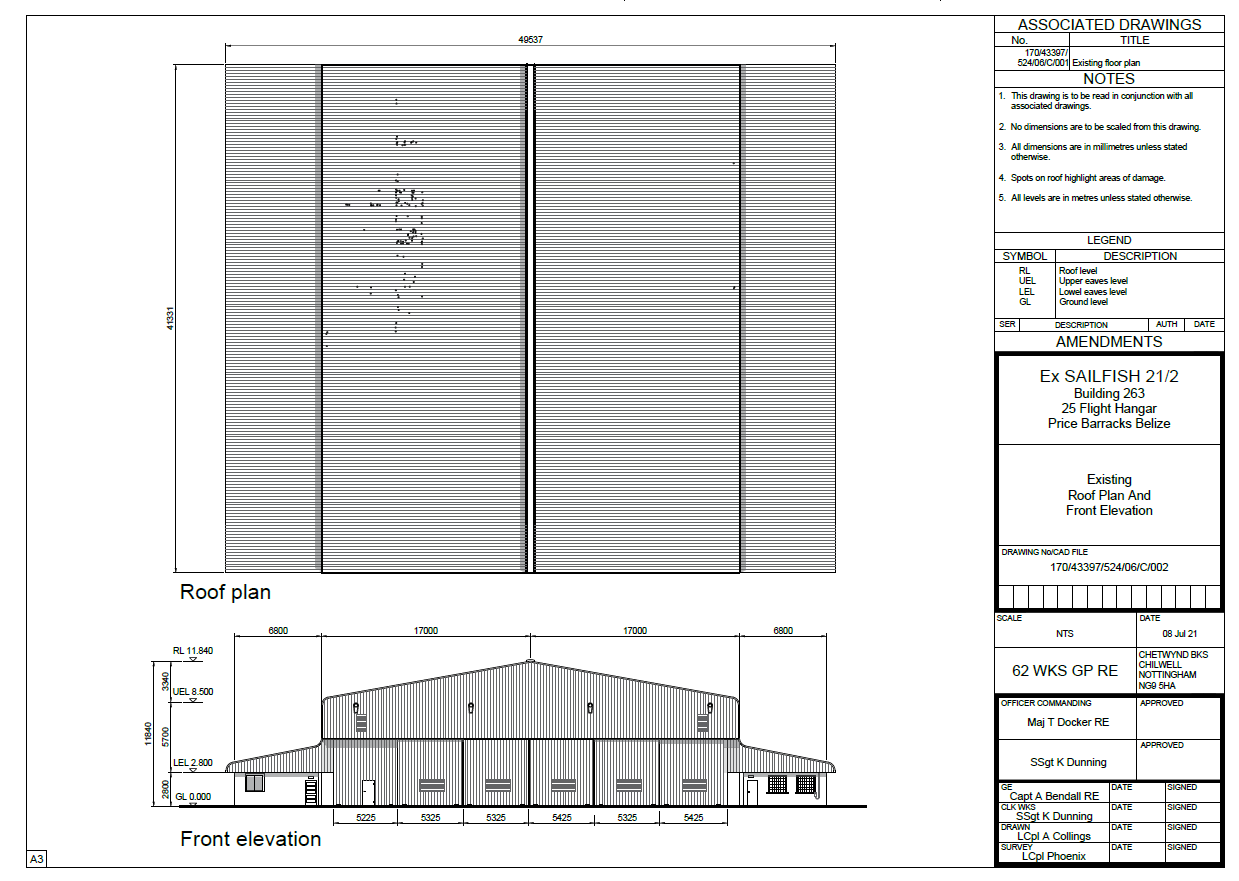 49537
41331
Roof plan
6800
17000
17000
6800
RL 11.840
3340
UEL 8.500
11840
5700
LEL 2.800
2800
GL 0.000
5225
5325
5325
5425
5325
5425
Front elevation
A3
ASSOCIATED DRAWINGS
No. TITLE
170/43397/
524/06/C/001 Existing floor plan
NOTES
1. This drawing is to be read in conjunction with all
associated drawings.
2. No dimensions are to be scaled from this drawing.
3. All dimensions are in millimetres unless stated
otherwise.
4. Spots on roof highlight areas of damage.
5. All levels are in metres unless stated otherwise.
LEGEND
SYMBOL DESCRIPTION
RL Roof level
UEL Upper eaves level
LEL Lowel eaves level
GL Ground level
SER DESCRIPTION AUTH DATE
AMENDMENTS
Ex SAILFISH 21/2
Building 263
25 Flight Hangar
Price Barracks Belize
Existing
Roof Plan And
Front Elevation
DRAWING No/CAD FILE
170/43397/524/06/C/002
SCALE DATE
NTS 08 Jul 21
62 WKS GP RE
CHETWYND BKS
CHILWELL
NOTTINGHAM
NG9 5HA
OFFICER COMMANDING APPROVED
Maj T Docker RE
APPROVED
SSgt K Dunning
GE DATE SIGNED
Capt A Bendall RE
CLK WKS DATE SIGNED
SSgt K Dunning
DRAWN DATE SIGNED
LCpl A Collings
SURVEY DATE SIGNED
LCpl Phoenix